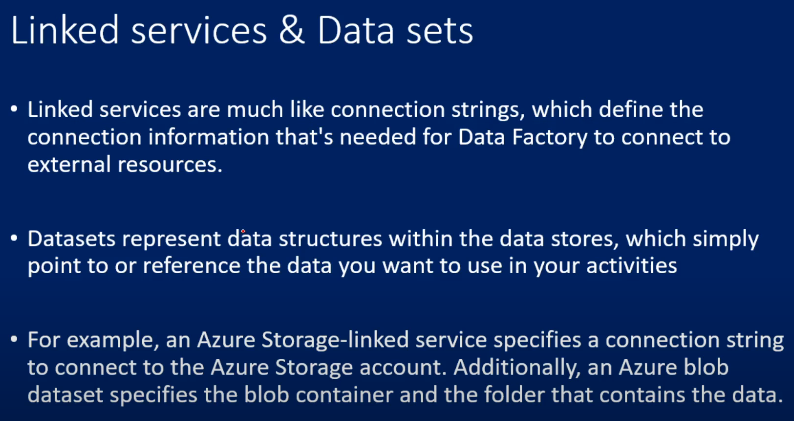 Linked services & Data sets
• Linked services are much like connection strings, which define the
connection information that's needed for Data Factory to connect to
external resources.
• Datasets represent data structures within the data stores, which simply
point to or reference the data you want to use in your activities
• For example, an Azure Storage-linked service specifies a connection string
to connect to the Azure Storage account. Additionally, an Azure blob
dataset specifies the blob container and the folder that contains the data.